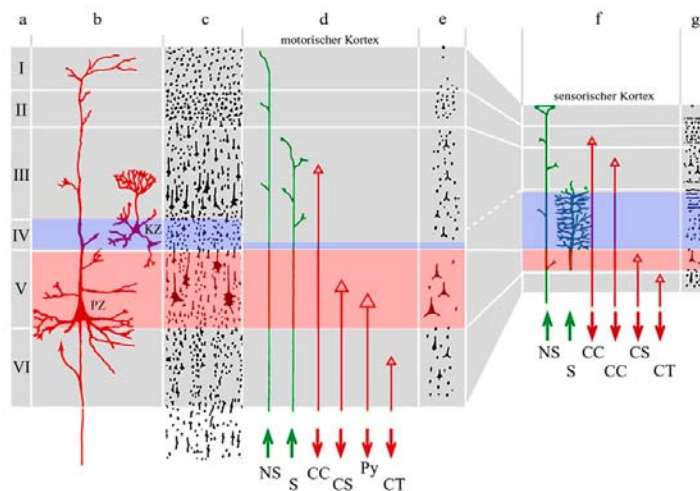 a b c d e f g
motorischer Kortex
sensorischer Kortex
I
II
III
IV
V
VI
KZ
PZ
NS S CC CS Py CT
NS S CC CC CS CT